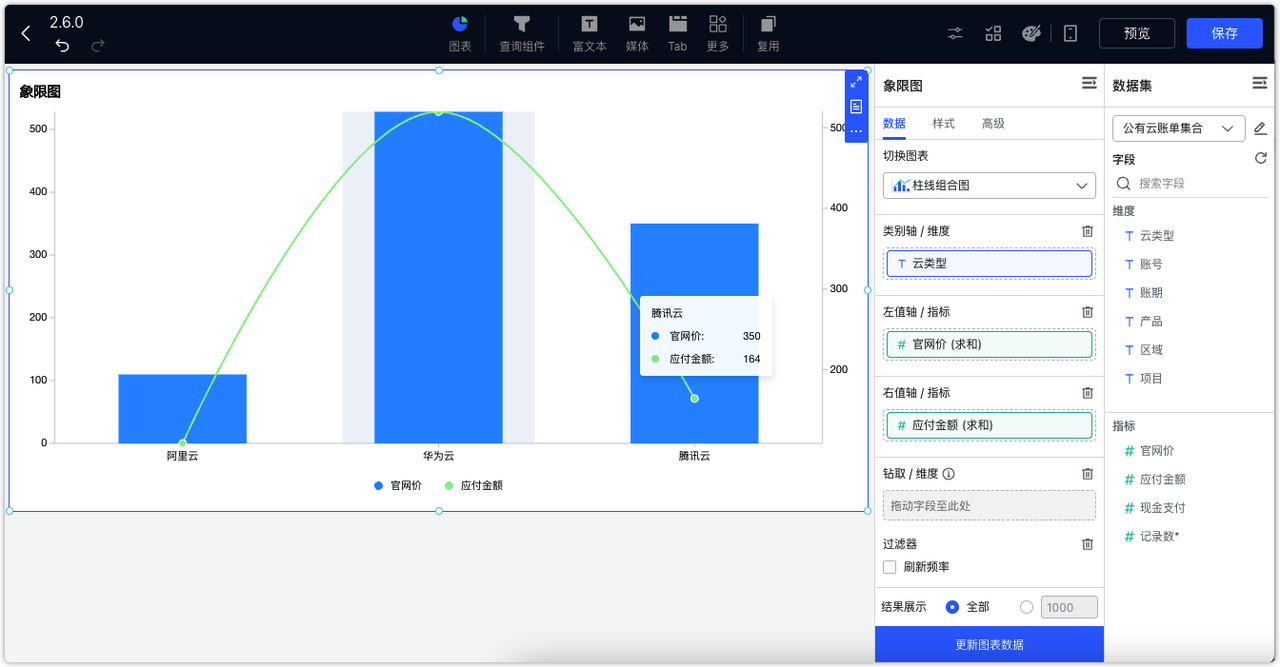 2.6.0
图表
查询组件
富文本
媒体
Tab
更多
复用
预览
保存
象限图
500
400
300
200
100
0
400
300
200
阿里云
华为云
腾讯云
腾讯云
官网价: 350
应付金额: 164
官网价 应付金额
象限图
数据 样式 高级
切换图表
柱线组合图
类别轴 / 维度
T 云类型
左值轴 / 指标
# 官网价 (求和)
右值轴 / 指标
# 应付金额 (求和)
钻取 / 维度
拖动字段至此处
过滤器
刷新频率
结果展示 全部 1000
更新图表数据
数据集
公有云账单集合
字段
搜索字段
维度
T 云类型
T 账号
T 账期
T 产品
T 区域
T 项目
指标
# 官网价
# 应付金额
# 现金支付
# 记录数*